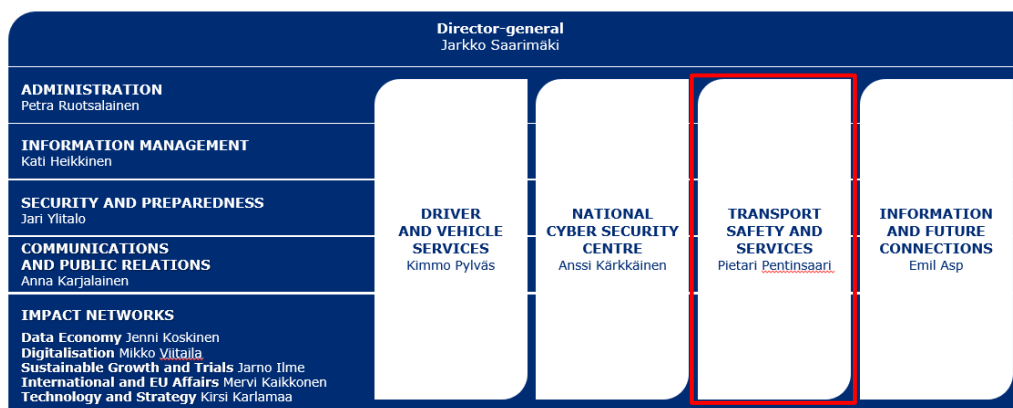 Director-general
Jarkko Saarimäki
ADMINISTRATION
Petra Ruotsalainen
INFORMATION MANAGEMENT
Kati Heikkinen
SECURITY AND PREPAREDNESS
Jari Ylitalo
COMMUNICATIONS
AND PUBLIC RELATIONS
Anna Karjalainen
IMPACT NETWORKS
Data Economy Jenni Koskinen
Digitalisation Mikko Viitaila
Sustainable Growth and Trials Jarno Ilme
International and EU Affairs Mervi Kaikkonen
Technology and Strategy Kirsi Karlamaa
DRIVER
AND VEHICLE
SERVICES
Kimmo Pylväs
NATIONAL
CYBER SECURITY
CENTRE
Anssi Kärkkäinen
TRANSPORT
SAFETY AND
SERVICES
Pietari Pentinsaari
INFORMATION
AND FUTURE
CONNECTIONS
Emil Asp